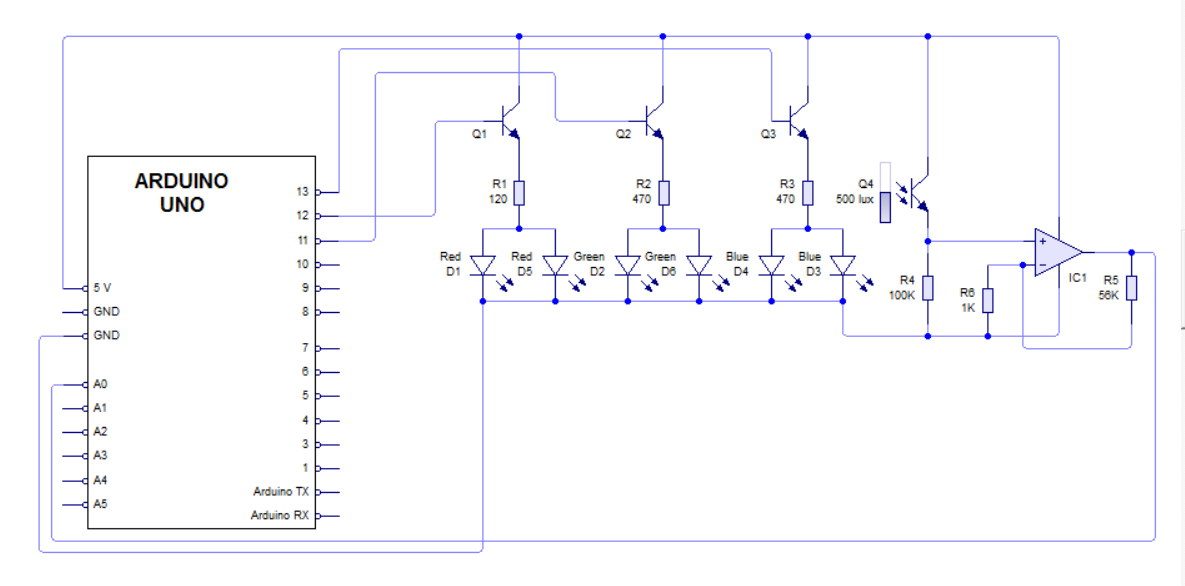 ARDUINO
UNO
13
12
11
10
9
8
7
6
5
4
3
1
Arduino TX
Arduino RX
5 V
GND
GND
A0
A1
A2
A3
A4
A5
Q1
Q2
Q3
Q4
500 lux
R1
120
R2
470
R3
470
Red
D1
Red
D5
Green
D2
Green
D6
Blue
D4
Blue
D3
R4
100K
R6
1K
+
−
IC1
R5
56K